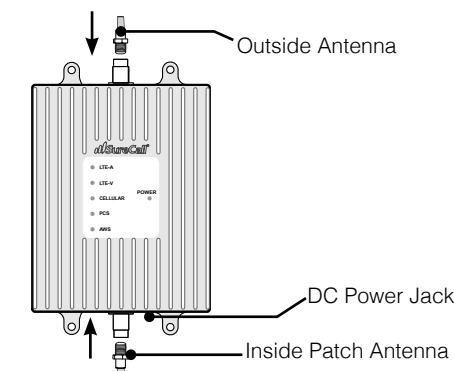 Outside Antenna
SureCall
LTE-A
LTE-V
POWER
CELLULAR
PCS
AWS
DC Power Jack
Inside Patch Antenna